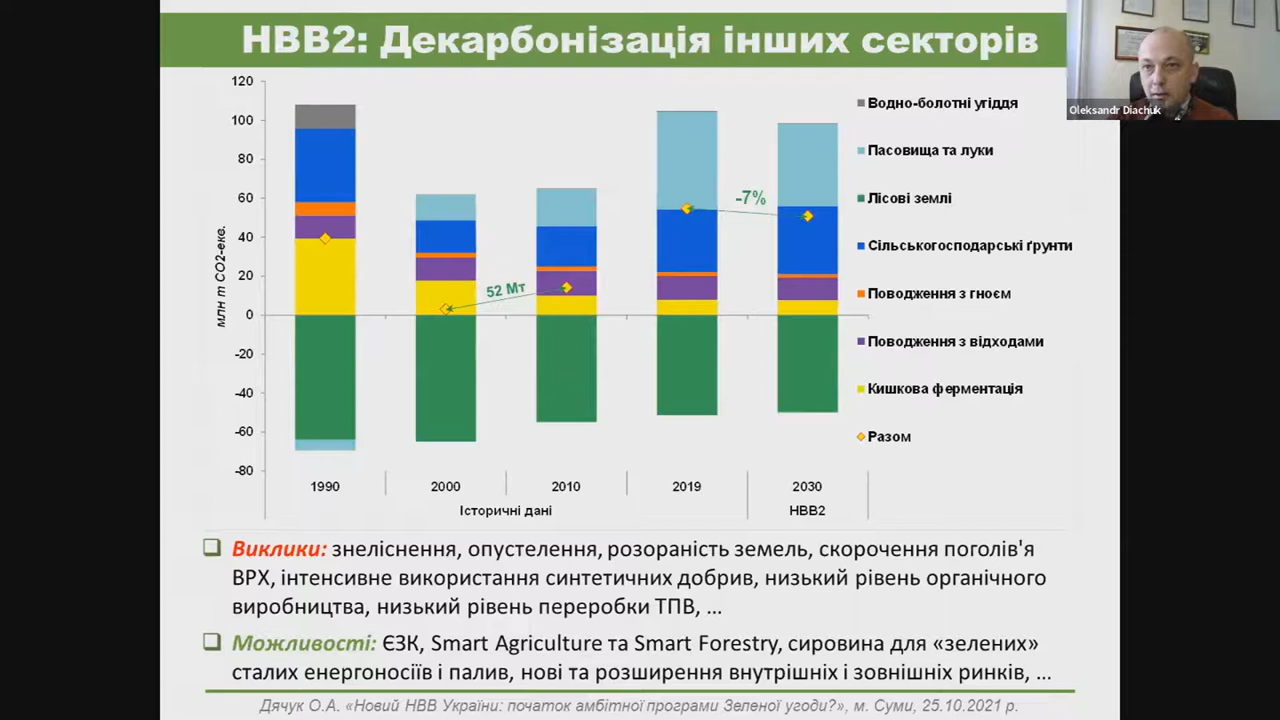 НВВ2: Декарбонізація інших секторів
Oleksandr Diachuk
млн т СО2-екв.
120
100
80
60
40
20
0
-20
-40
-60
-80
52 Мт
-7%
Водно-болотні угіддя
Пасовища та луки
Лісові землі
Сільськогосподарські ґрунти
Поводження з гноєм
Поводження з відходами
Кишкова ферментація
Разом
1990 2000 2010 2019 2030
Історичні дані НВВ2
Виклики: знеліснення, опустелення, розораність земель, скорочення поголів'я
ВРХ, інтенсивне використання синтетичних добрив, низький рівень органічного
виробництва, низький рівень переробки ТПВ, ...
Можливості: ЄЗК, Smart Agriculture та Smart Forestry, сировина для «зелених»
сталих енергоносіїв і палив, нові та розширення внутрішніх і зовнішніх ринків, ...
Дячук О.А. «Новий НВВ України: початок амбітної програми Зеленої угоди?», м. Суми, 25.10.2021 р.